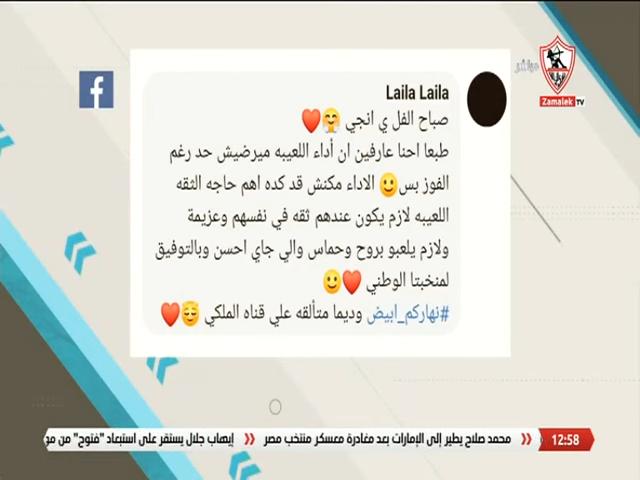 مباشر
Zamalek TV
Laila Laila
صباح الفل ي انجي 🤗❤️
طبعا احنا عارفين ان أداء اللعيبه ميرضيش حد رغم
الفوز بس🙂 الاداء مكنش قد كده اهم حاجه الثقه
اللعيبه لازم يكون عندهم ثقه في نفسهم وعزيمة
ولازم يلعبو بروح وحماس والي جاي احسن وبالتوفيق
لمنخبتا الوطني ❤️🙂
#نهاركم_ابيض وديما متألقه علي قناه الملكي 😇❤️
12:58
محمد صلاح يطير إلى الإمارات بعد مغادرة معسكر منتخب مصر
إيهاب جلال يستقر على استبعاد "فتوح" من مو